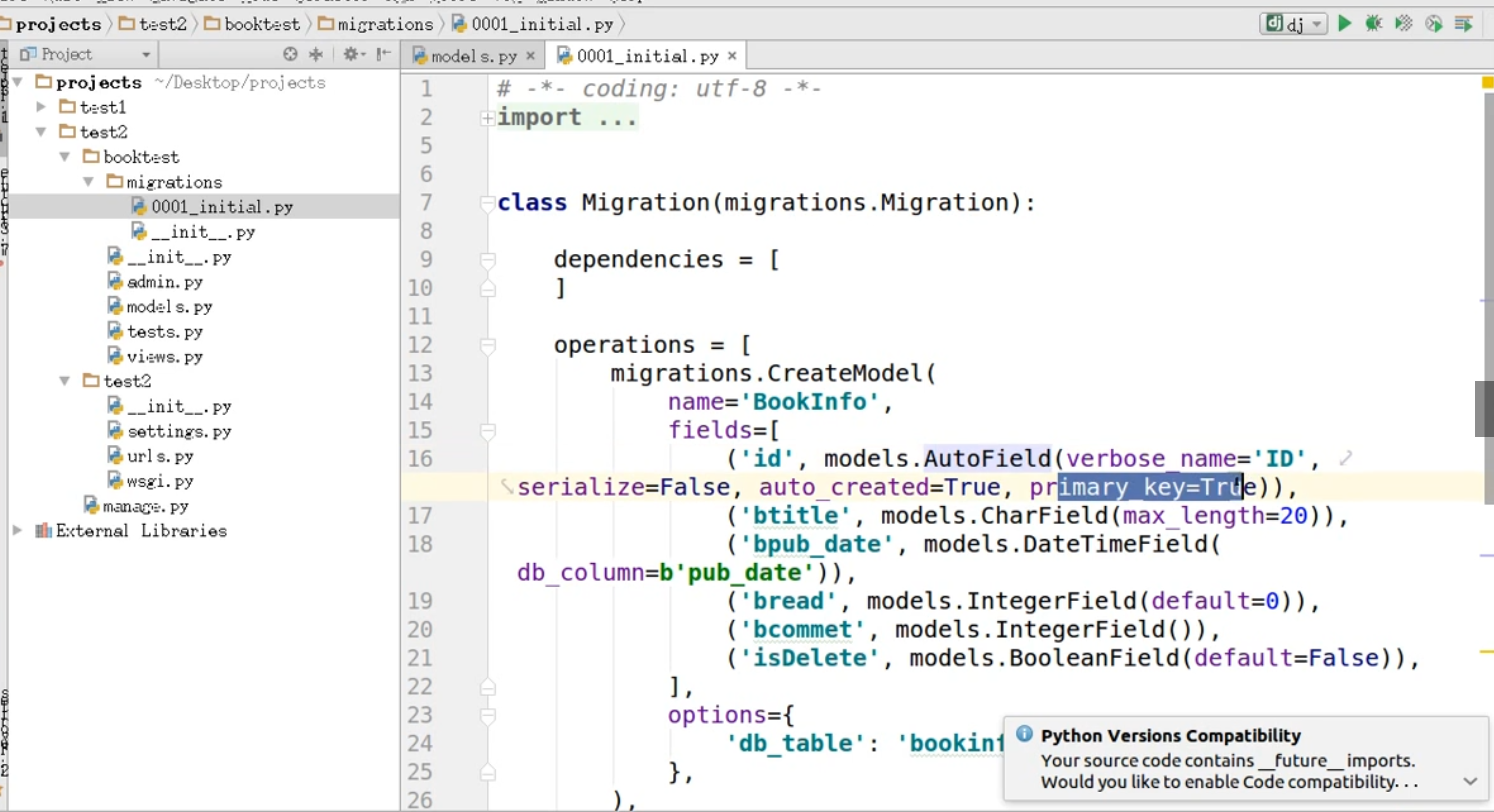 projects test2 booktest migrations 0001_initial.py
dj
Project
models.py
0001_initial.py
projects ~/Desktop/projects
test1
test2
booktest
migrations
0001_initial.py
__init__.py
__init__.py
admin.py
models.py
tests.py
views.py
test2
__init__.py
settings.py
urls.py
wsgi.py
manage.py
External Libraries
1 # -*- coding: utf-8 -*-
2 import ...
5
6
7 class Migration(migrations.Migration):
8
9 dependencies = [
10 ]
11
12 operations = [
13 migrations.CreateModel(
14 name='BookInfo',
15 fields=[
16 ('id', models.AutoField(verbose_name='ID',
serialize=False, auto_created=True, primary_key=True)),
17 ('btitle', models.CharField(max_length=20)),
18 ('bpub_date', models.DateTimeField(
db_column=b'pub_date')),
19 ('bread', models.IntegerField(default=0)),
20 ('bcommet', models.IntegerField()),
21 ('isDelete', models.BooleanField(default=False)),
22 ],
23 options={
24 'db_table': 'bookinf
25 },
26 ),
Python Versions Compatibility
Your source code contains __future__ imports.
Would you like to enable Code compatibility...